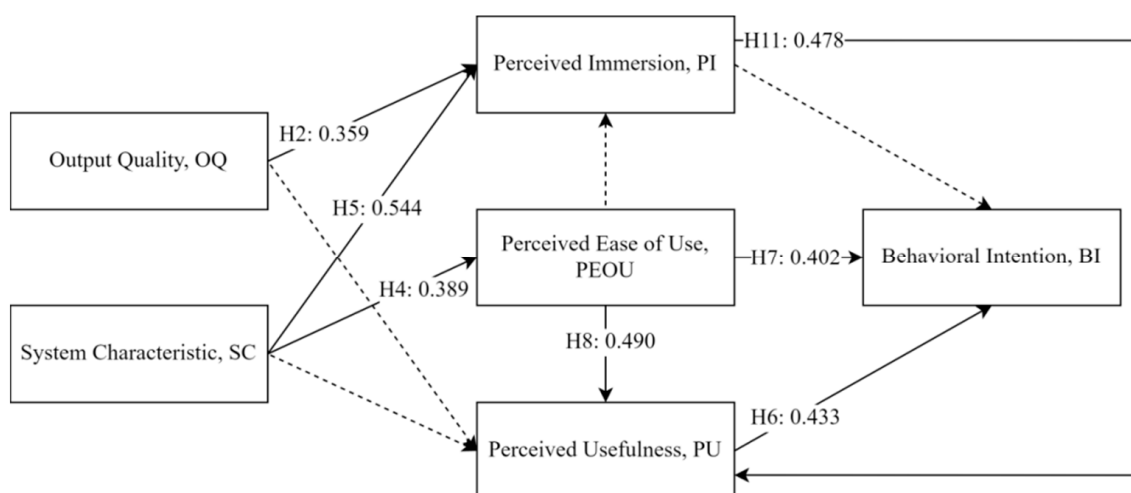 Perceived Immersion, PI
H11: 0.478
H2: 0.359
Output Quality, OQ
H5: 0.544
Perceived Ease of Use,
PEOU
H7: 0.402
Behavioral Intention, BI
H4: 0.389
System Characteristic, SC
H8: 0.490
H6: 0.433
Perceived Usefulness, PU